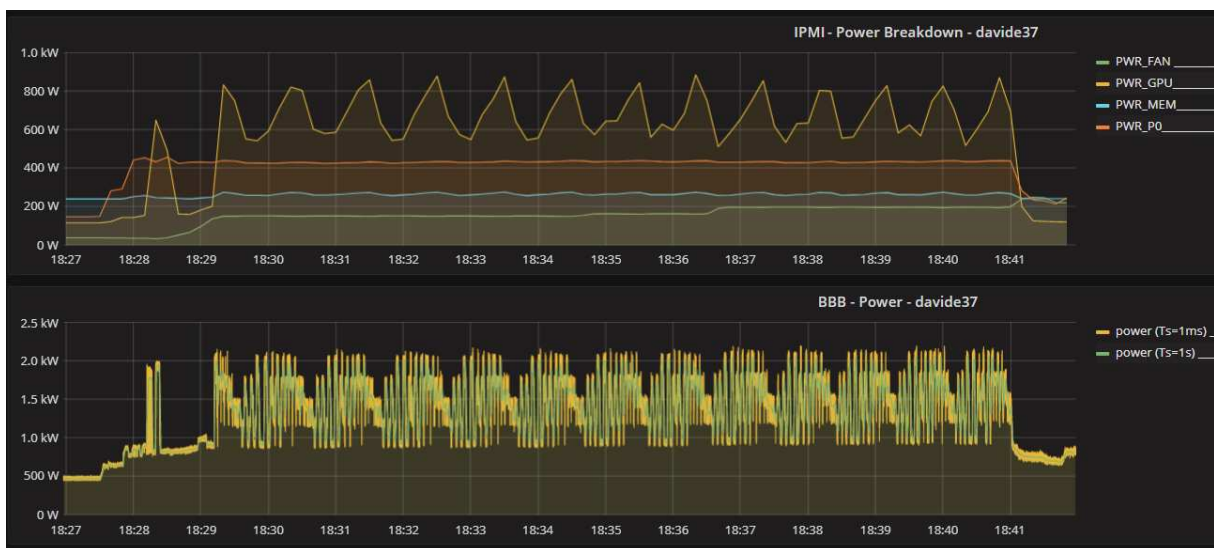 IPMI - Power Breakdown - davide37
1.0 kW
800 W
600 W
400 W
200 W
0 W
18:27 18:28 18:29 18:30 18:31 18:32 18:33 18:34 18:35 18:36 18:37 18:38 18:39 18:40 18:41
PWR_FAN
PWR_GPU
PWR_MEM
PWR_P0
BBB - Power - davide37
2.5 kW
2.0 kW
1.5 kW
1.0 kW
500 W
0 W
18:27 18:28 18:29 18:30 18:31 18:32 18:33 18:34 18:35 18:36 18:37 18:38 18:39 18:40 18:41
power (Ts=1ms)
power (Ts=1s)